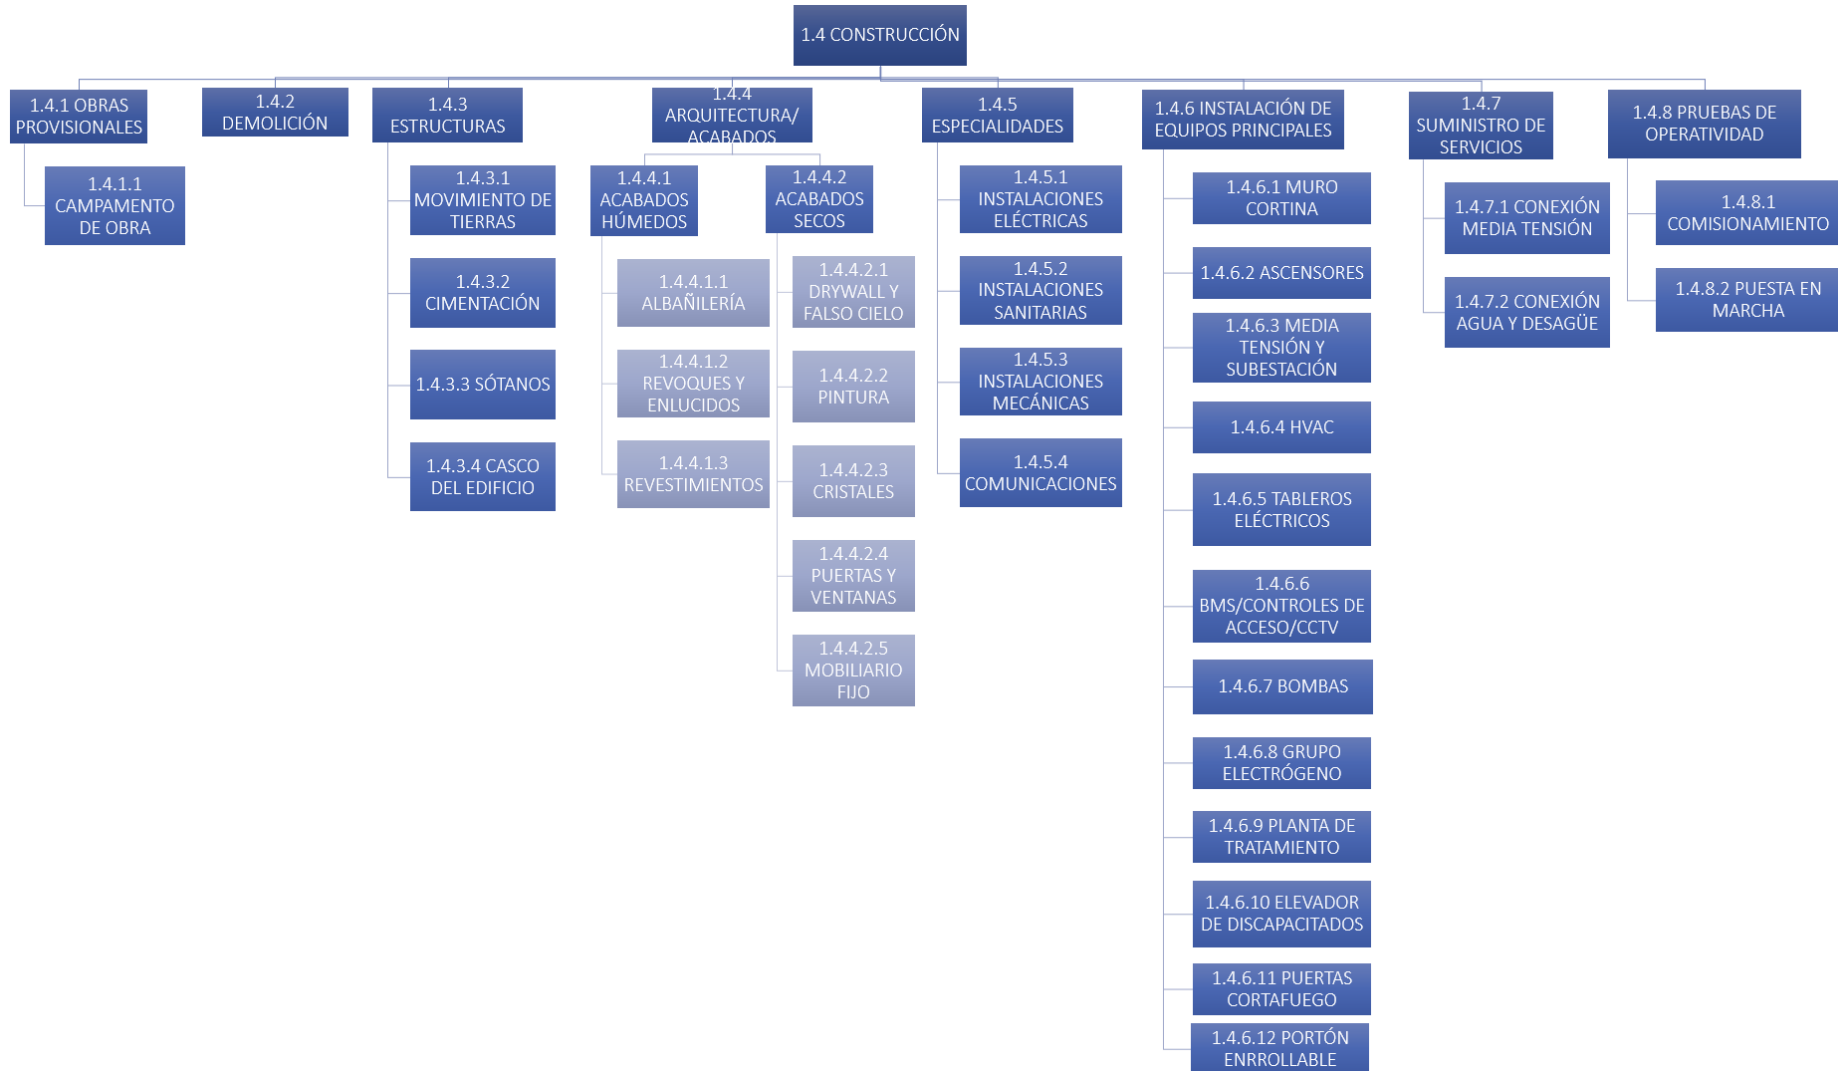 1.4 CONSTRUCCIÓN
1.4.1 OBRAS
PROVISIONALES
1.4.1.1
CAMPAMENTO
DE OBRA
1.4.2
DEMOLICIÓN
1.4.3
ESTRUCTURAS
1.4.3.1
MOVIMIENTO DE
TIERRAS
1.4.3.2
CIMENTACIÓN
1.4.3.3 SÓTANOS
1.4.3.4 CASCO
DEL EDIFICIO
1.4.4
ARQUITECTURA/
ACABADOS
1.4.4.1
ACABADOS
HÚMEDOS
1.4.4.1.1
ALBAÑILERÍA
1.4.4.1.2
REVOQUES Y
ENLUCIDOS
1.4.4.1.3
REVESTIMIENTOS
1.4.4.2
ACABADOS
SECOS
1.4.4.2.1
DRYWALL Y
FALSO CIELO
1.4.4.2.2
PINTURA
1.4.4.2.3
CRISTALES
1.4.4.2.4
PUERTAS Y
VENTANAS
1.4.4.2.5
MOBILIARIO
FIJO
1.4.5
ESPECIALIDADES
1.4.5.1
INSTALACIONES
ELÉCTRICAS
1.4.5.2
INSTALACIONES
SANITARIAS
1.4.5.3
INSTALACIONES
MECÁNICAS
1.4.5.4
COMUNICACIONES
1.4.6 INSTALACIÓN DE
EQUIPOS PRINCIPALES
1.4.6.1 MURO
CORTINA
1.4.6.2 ASCENSORES
1.4.6.3 MEDIA
TENSIÓN Y
SUBESTACIÓN
1.4.6.4 HVAC
1.4.6.5 TABLEROS
ELÉCTRICOS
1.4.6.6
BMS/CONTROLES DE
ACCESO/CCTV
1.4.6.7 BOMBAS
1.4.6.8 GRUPO
ELECTRÓGENO
1.4.6.9 PLANTA DE
TRATAMIENTO
1.4.6.10 ELEVADOR
DE DISCAPACITADOS
1.4.6.11 PUERTAS
CORTAFUEGO
1.4.6.12 PORTÓN
ENRROLLABLE
1.4.7
SUMINISTRO DE
SERVICIOS
1.4.7.1 CONEXIÓN
MEDIA TENSIÓN
1.4.7.2 CONEXIÓN
AGUA Y DESAGÜE
1.4.8 PRUEBAS DE
OPERATIVIDAD
1.4.8.1
COMISIONAMIENTO
1.4.8.2 PUESTA EN
MARCHA